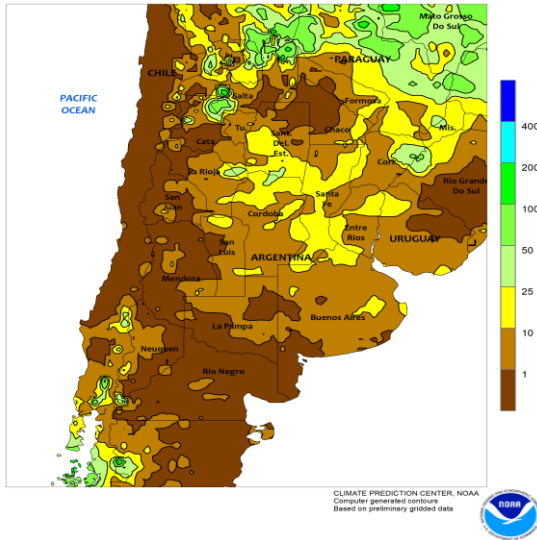 Mato Grosso
Do Sul
PARAGUAY
CHILE
PACIFIC
OCEAN
Ju.
Salta
Formosa
Tu.
Sant.
Del.
Est.
Chaco
Mis.
Cata
Corr.
La Rioja
Rio Grande
Do Sul
San
Juan
Santa
Fe
Cordoba
Entre
Rios
URUGUAY
San
Luis
ARGENTINA
Mendoza
Buenos Aires
La Pampa
Neuquen
Rio Negro
400
200
100
50
25
10
1
CLIMATE PREDICTION CENTER, NOAA
Computer generated contours
Based on preliminary gridded data
NOAA